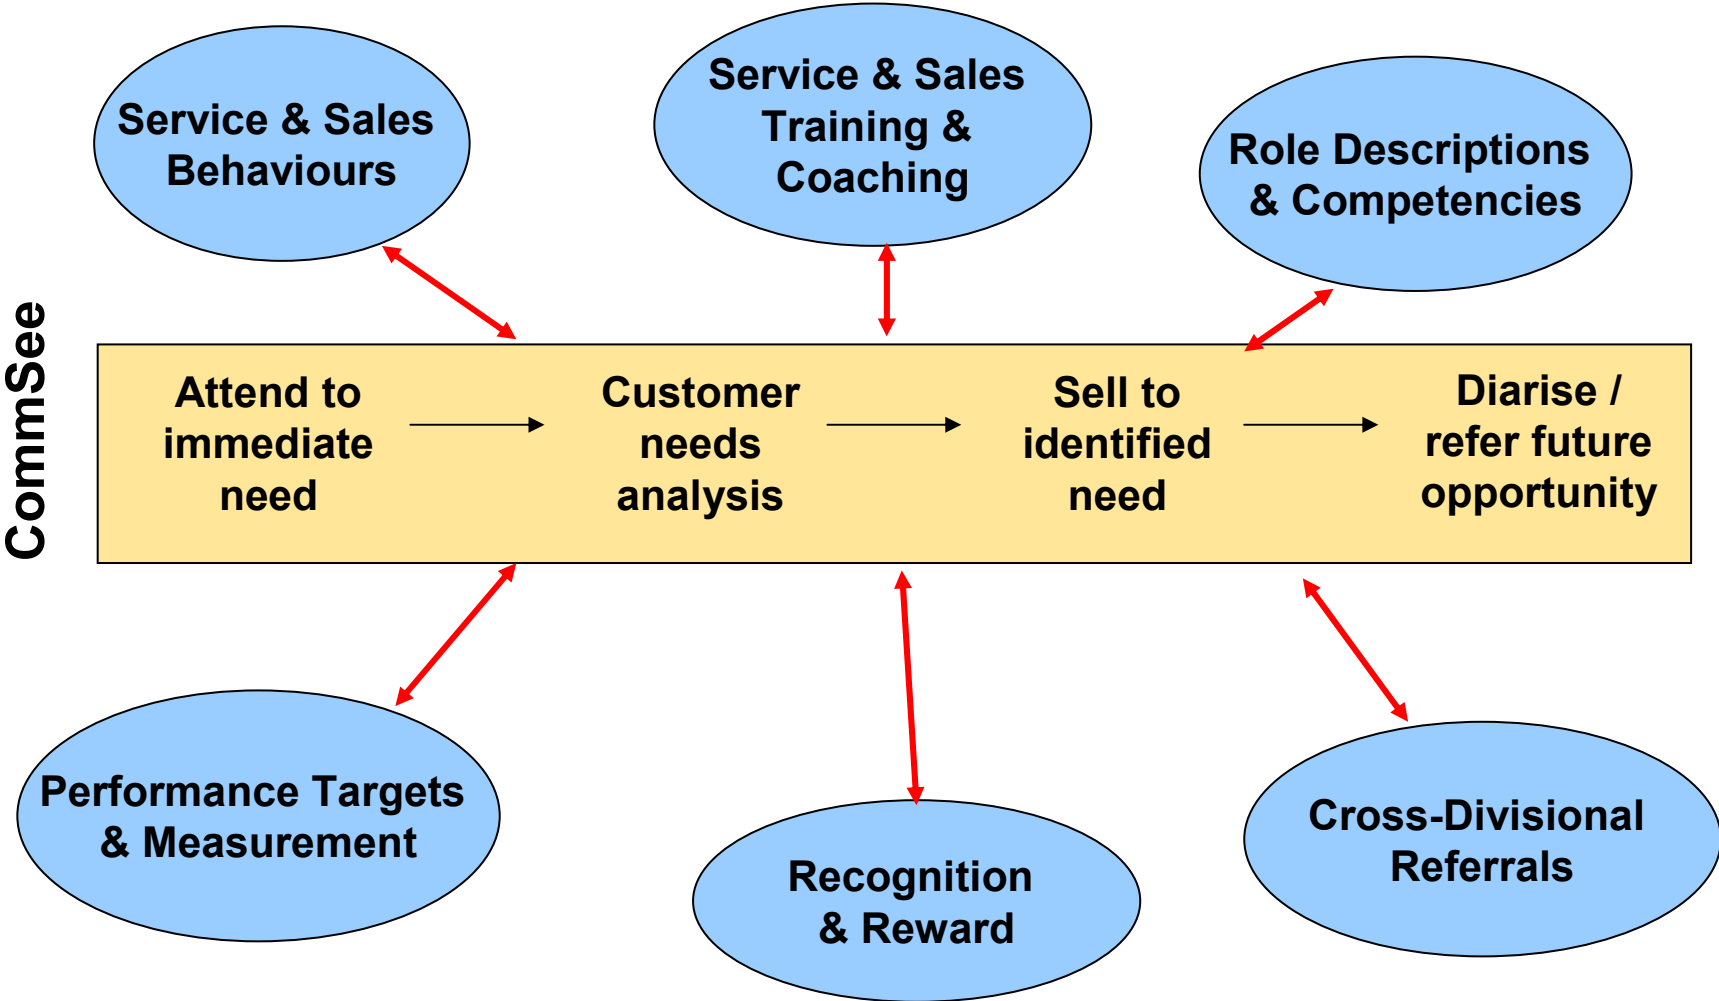 Service & Sales
Behaviours
Service & Sales
Training &
Coaching
Role Descriptions
& Competencies
CommSee
Attend to
immediate
need
Customer
needs
analysis
Sell to
identified
need
Diarise /
refer future
opportunity
Performance Targets
& Measurement
Recognition
& Reward
Cross-Divisional
Referrals